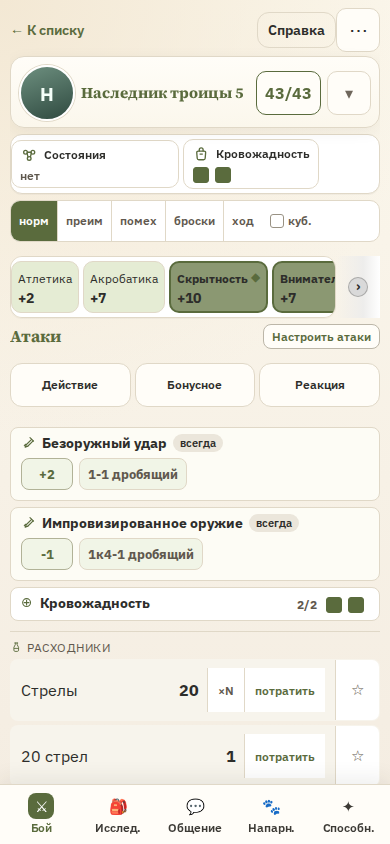 ← К списку
Справка
...
Н
Наследник троицы 5
43/43
▼
Состояния
нет
Кровожадность
норм преим помех броски ход куб.
Атлетика
+2
Акробатика
+7
Скрытность ◆
+10
Внимател
+7
›
Атаки
Настроить атаки
Действие Бонусное Реакция
Безоружный удар всегда
+2 1-1 дробящий
Импровизированное оружие всегда
-1 1к4-1 дробящий
Кровожадность 2/2
РАСХОДНИКИ
Стрелы 20 ×N потратить ☆
20 стрел 1 потратить ☆
Бой Исслед. Общение Напарн. Способн.